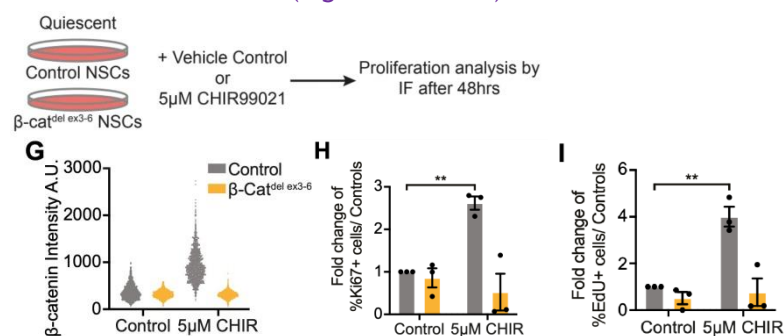 Quiescent
Control NSCs
β-cat^del ex3-6 NSCs
+ Vehicle Control
or
5µM CHIR99021
Proliferation analysis by
IF after 48hrs
G
β-catenin Intensity A.U.
3000
2000
1000
0
Control
5µM CHIR
Control
β-Cat^del ex3-6
H
Fold change of
%Ki67+ cells/ Controls
3
2
1
0
**
Control
5µM CHIR
I
Fold change of
%EdU+ cells/ Controls
6
4
2
0
**
Control
5µM CHIR